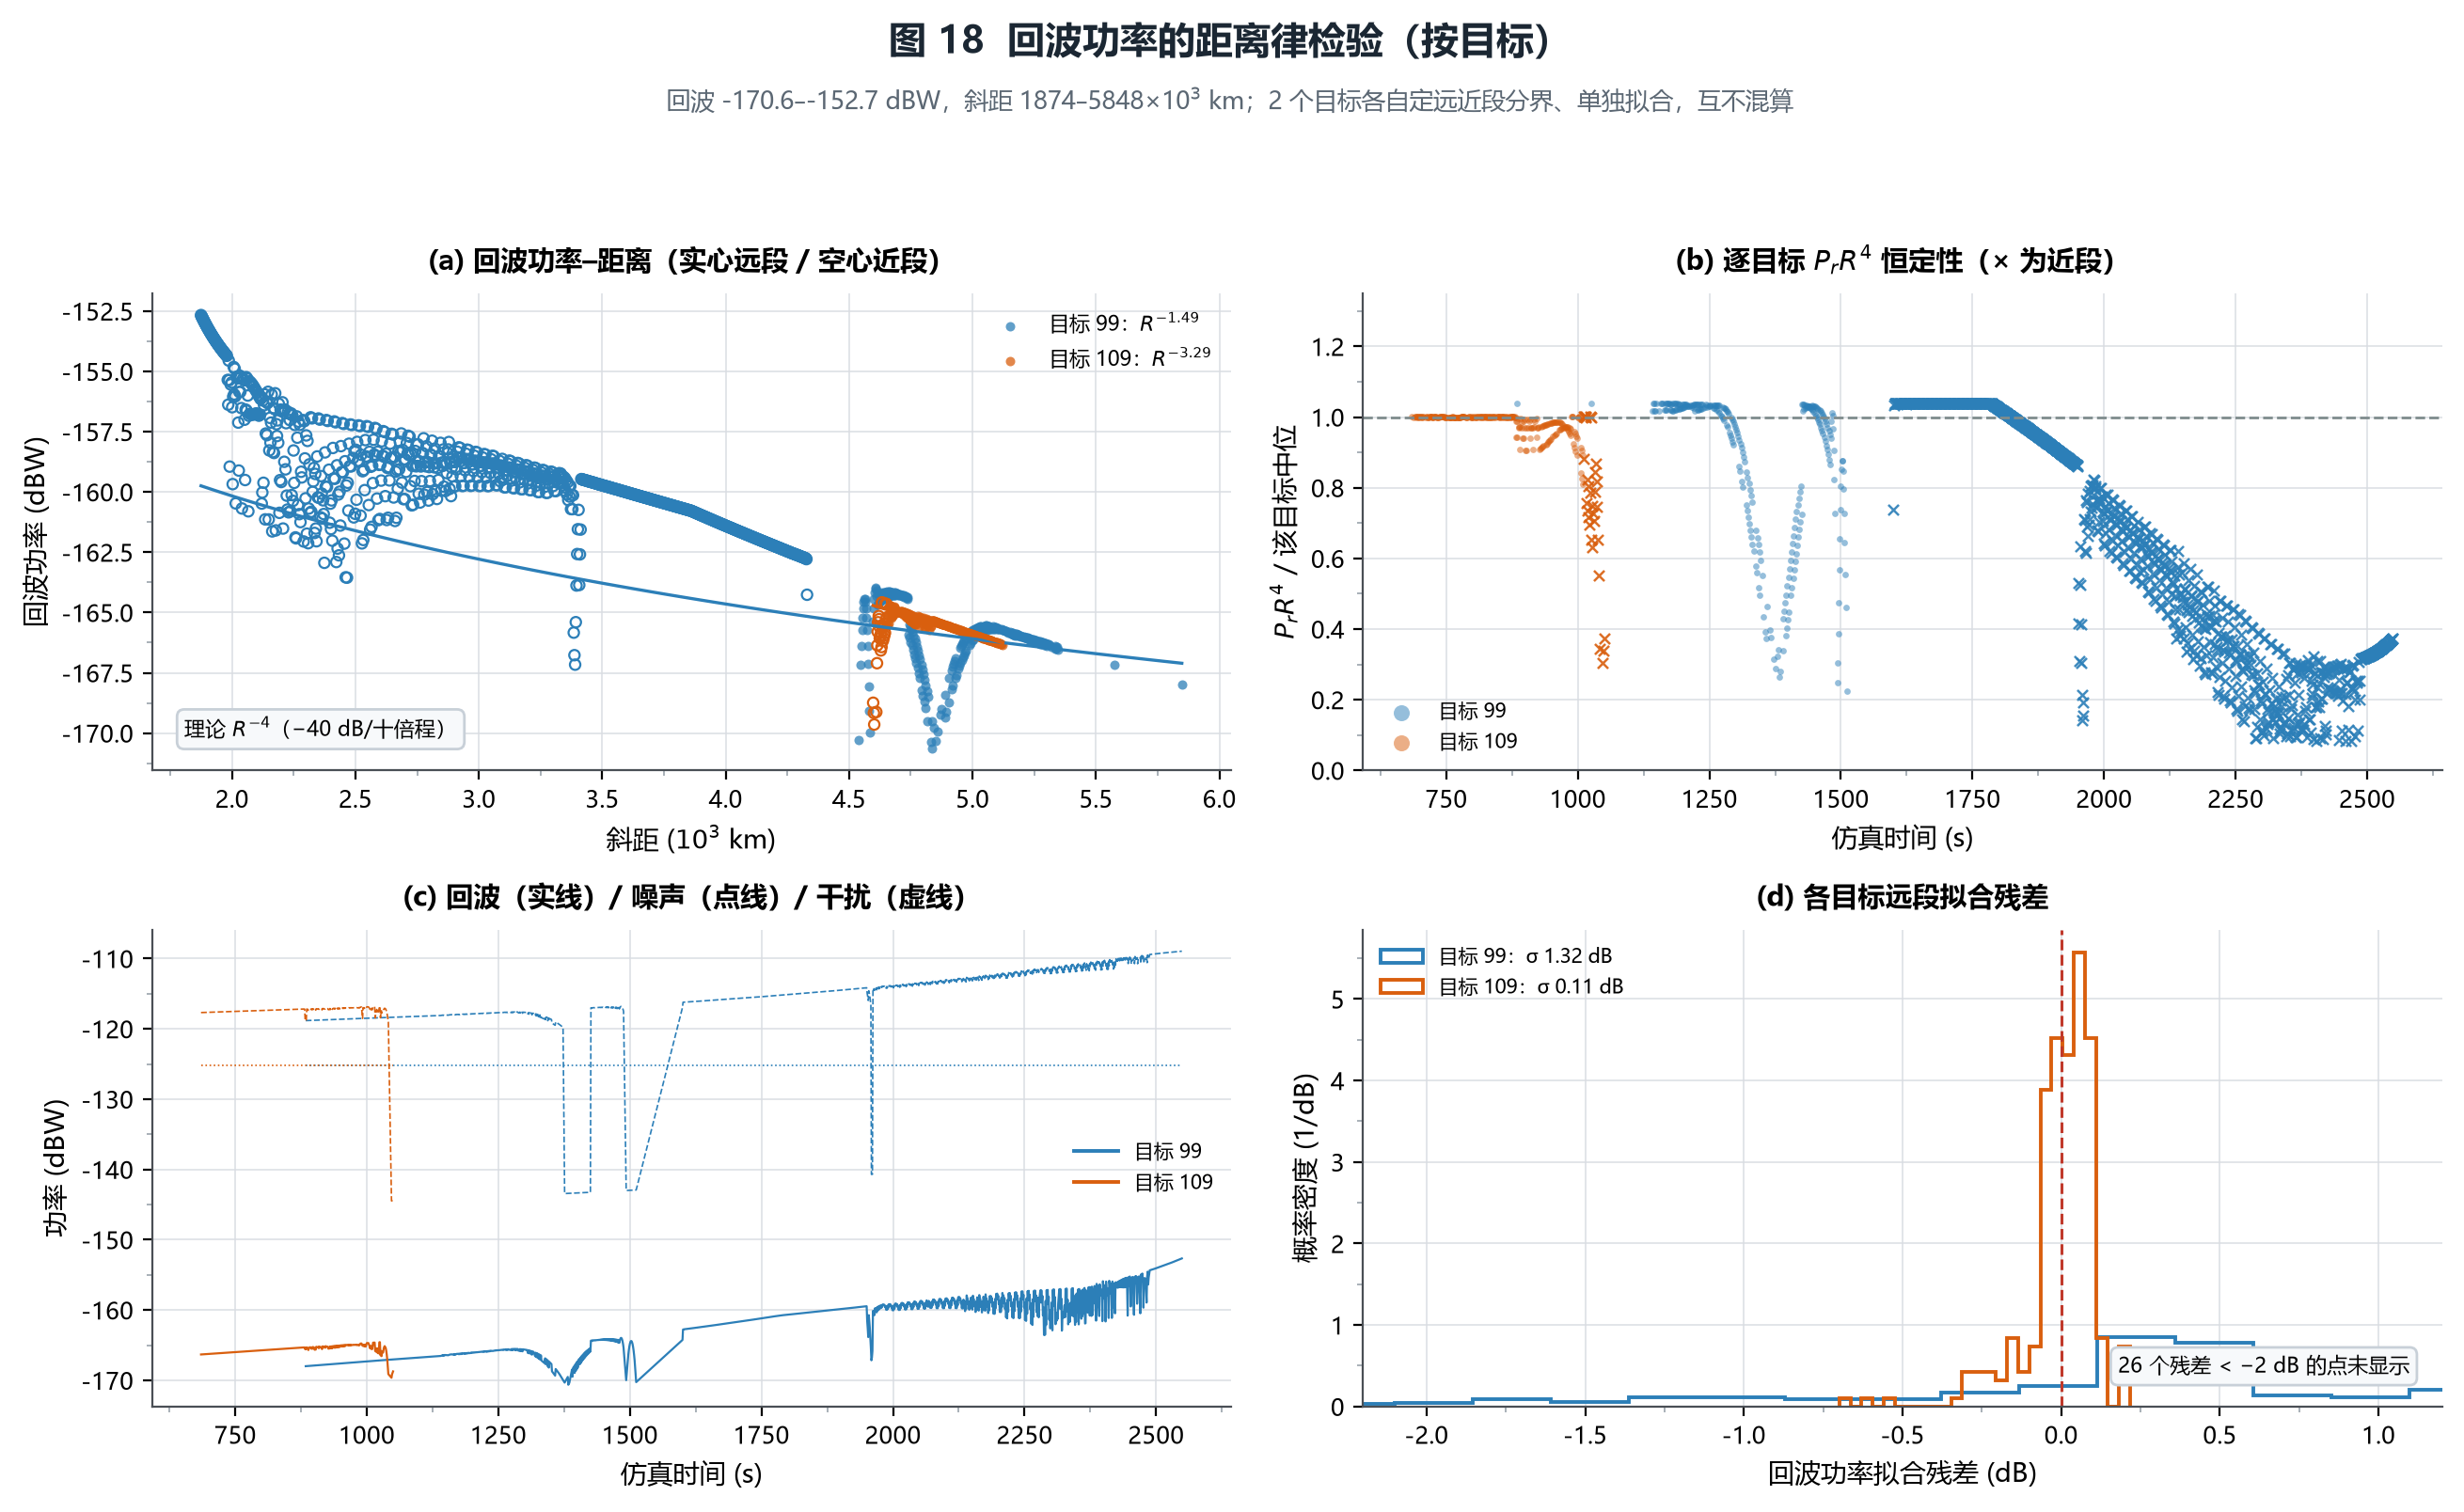 图 18 回波功率的距离律检验（按目标）
回波 -170.6–-152.7 dBW，斜距 1874–5848×10³ km；2 个目标各自定远近段分界、单独拟合，互不混算
(a) 回波功率–距离（实心远段 / 空心近段）
目标 99：R⁻¹·⁴⁹
目标 109：R⁻³·²⁹
理论 R⁻⁴（−40 dB/十倍程）
回波功率 (dBW)
-152.5
-155.0
-157.5
-160.0
-162.5
-165.0
-167.5
-170.0
2.0 2.5 3.0 3.5 4.0 4.5 5.0 5.5 6.0
斜距 (10³ km)
(b) 逐目标 PᵣR⁴ 恒定性（× 为近段）
PᵣR⁴ / 该目标中位
1.2
1.0
0.8
0.6
0.4
0.2
0.0
目标 99
目标 109
750 1000 1250 1500 1750 2000 2250 2500
仿真时间 (s)
(c) 回波（实线）/ 噪声（点线）/ 干扰（虚线）
功率 (dBW)
-110
-120
-130
-140
-150
-160
-170
目标 99
目标 109
750 1000 1250 1500 1750 2000 2250 2500
仿真时间 (s)
(d) 各目标远段拟合残差
目标 99：σ 1.32 dB
目标 109：σ 0.11 dB
概率密度 (1/dB)
5
4
3
2
1
0
26 个残差 < −2 dB 的点未显示
-2.0 -1.5 -1.0 -0.5 0.0 0.5 1.0
回波功率拟合残差 (dB)